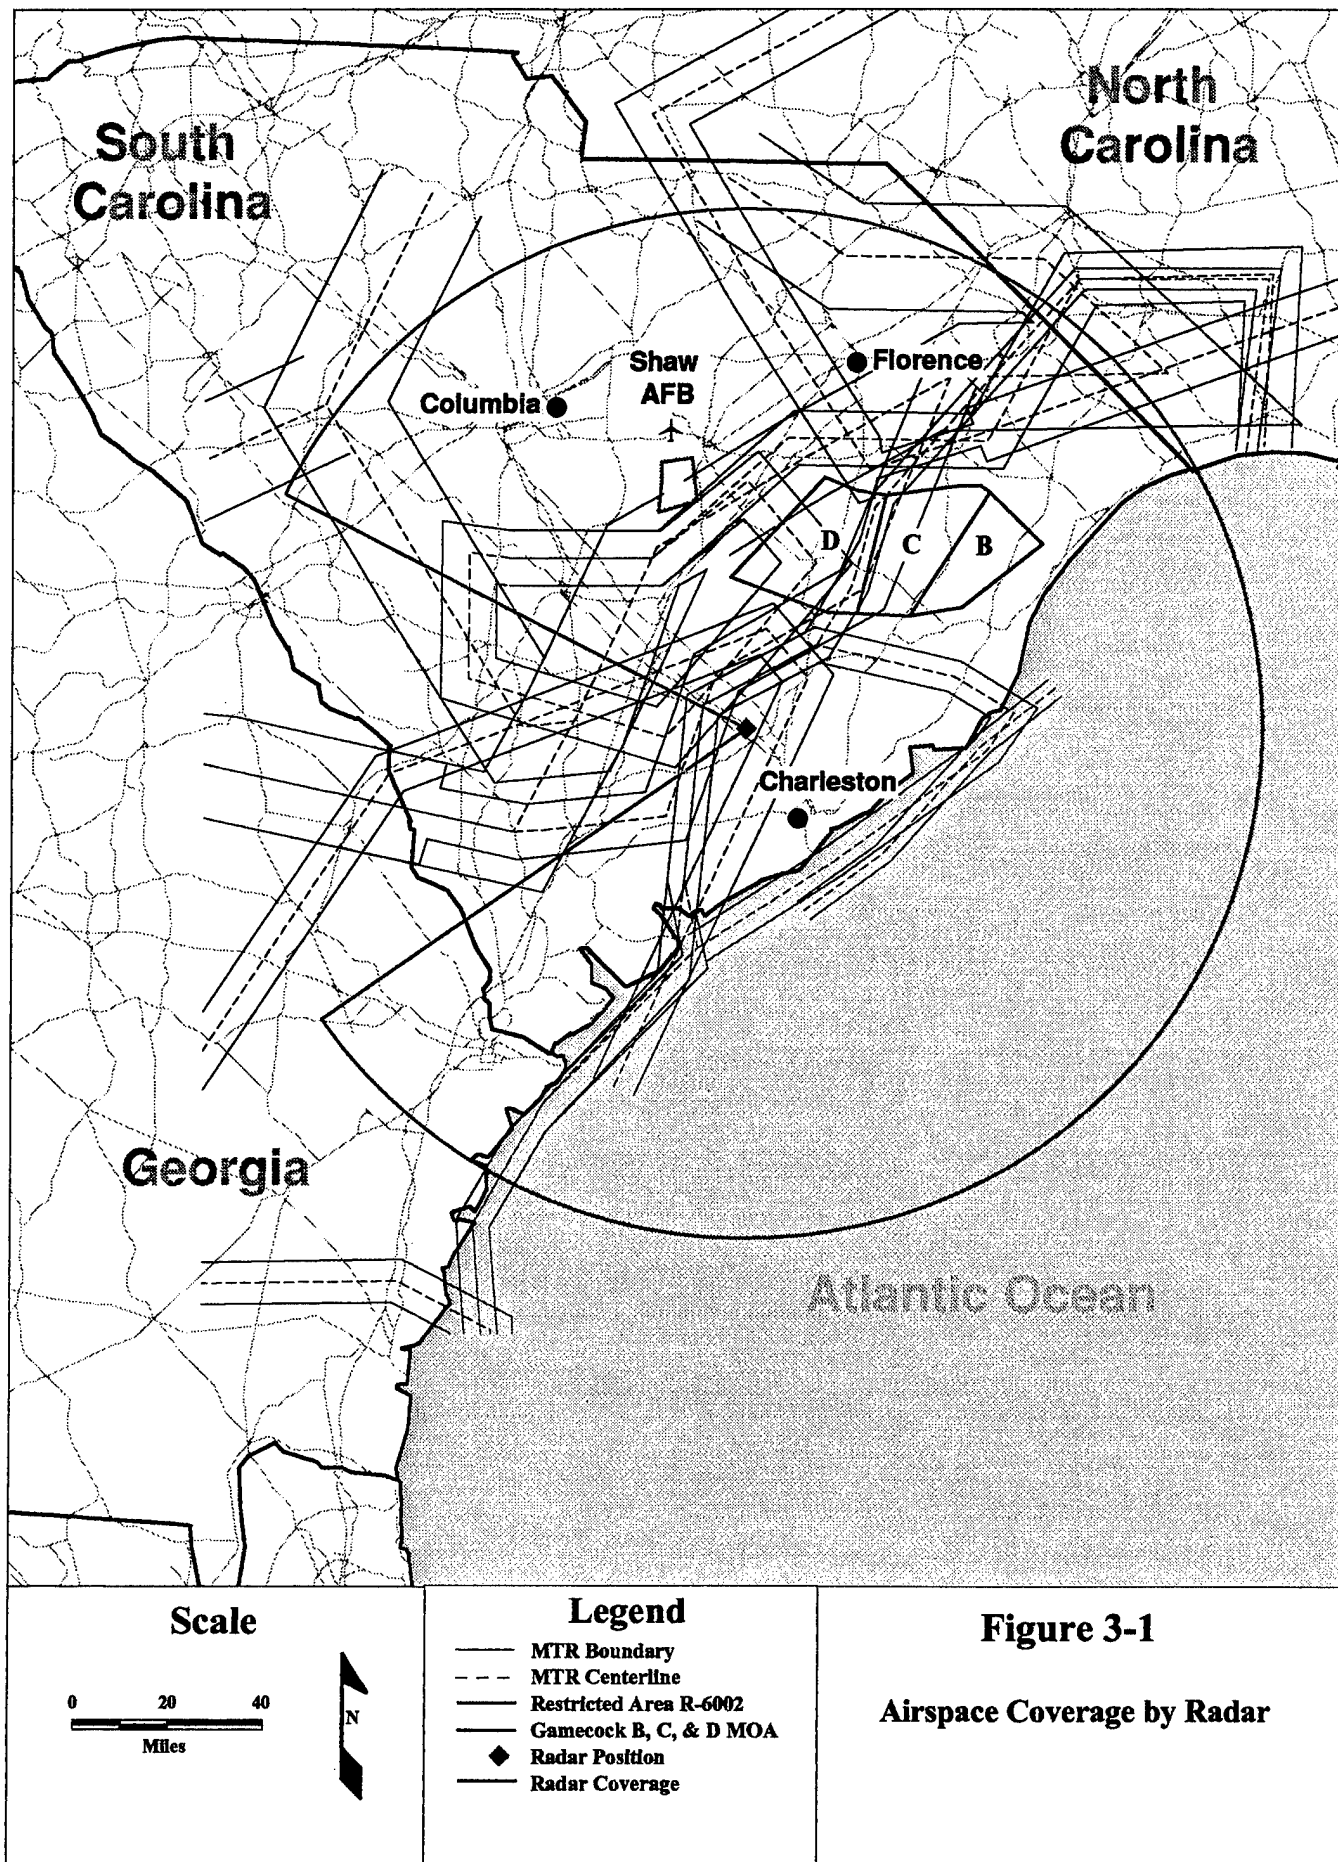 North
Carolina
South
Carolina
Shaw
AFB
Florence
Columbia
D
C
B
Charleston
Georgia
Atlantic Ocean
Scale
0 20 40
Miles
N
Legend
MTR Boundary
MTR Centerline
Restricted Area R-6002
Gamecock B, C, & D MOA
Radar Position
Radar Coverage
Figure 3-1
Airspace Coverage by Radar